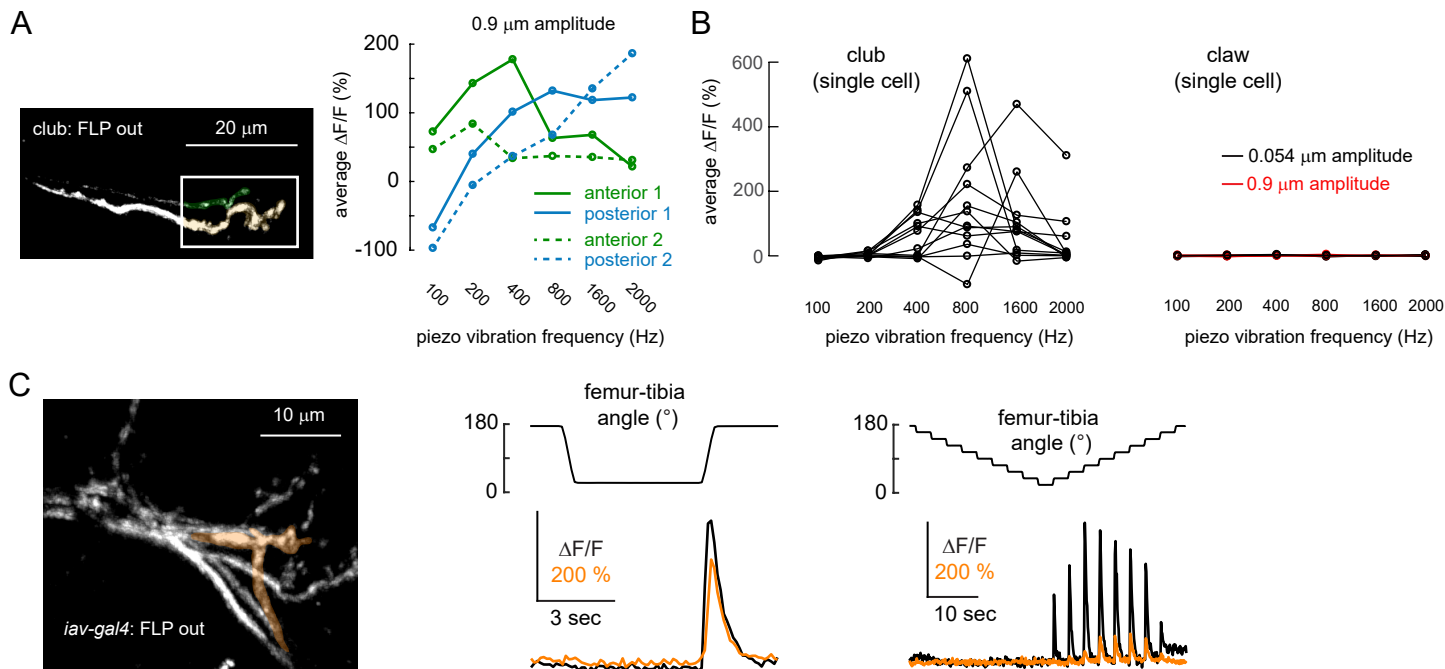 A
club: FLP out
20 μm
0.9 μm amplitude
average ΔF/F (%)
200
100
0
-100
100
200
400
800
1600
2000
piezo vibration frequency (Hz)
anterior 1
posterior 1
anterior 2
posterior 2
B
club
(single cell)
average ΔF/F (%)
600
400
200
0
100 200 400 800 1600 2000
piezo vibration frequency (Hz)
claw
(single cell)
0.054 μm amplitude
0.9 μm amplitude
100 200 400 800 1600 2000
piezo vibration frequency (Hz)
C
10 μm
iav-gal4: FLP out
femur-tibia
angle (°)
180
0
ΔF/F
200 %
3 sec
femur-tibia
angle (°)
180
0
ΔF/F
200 %
10 sec